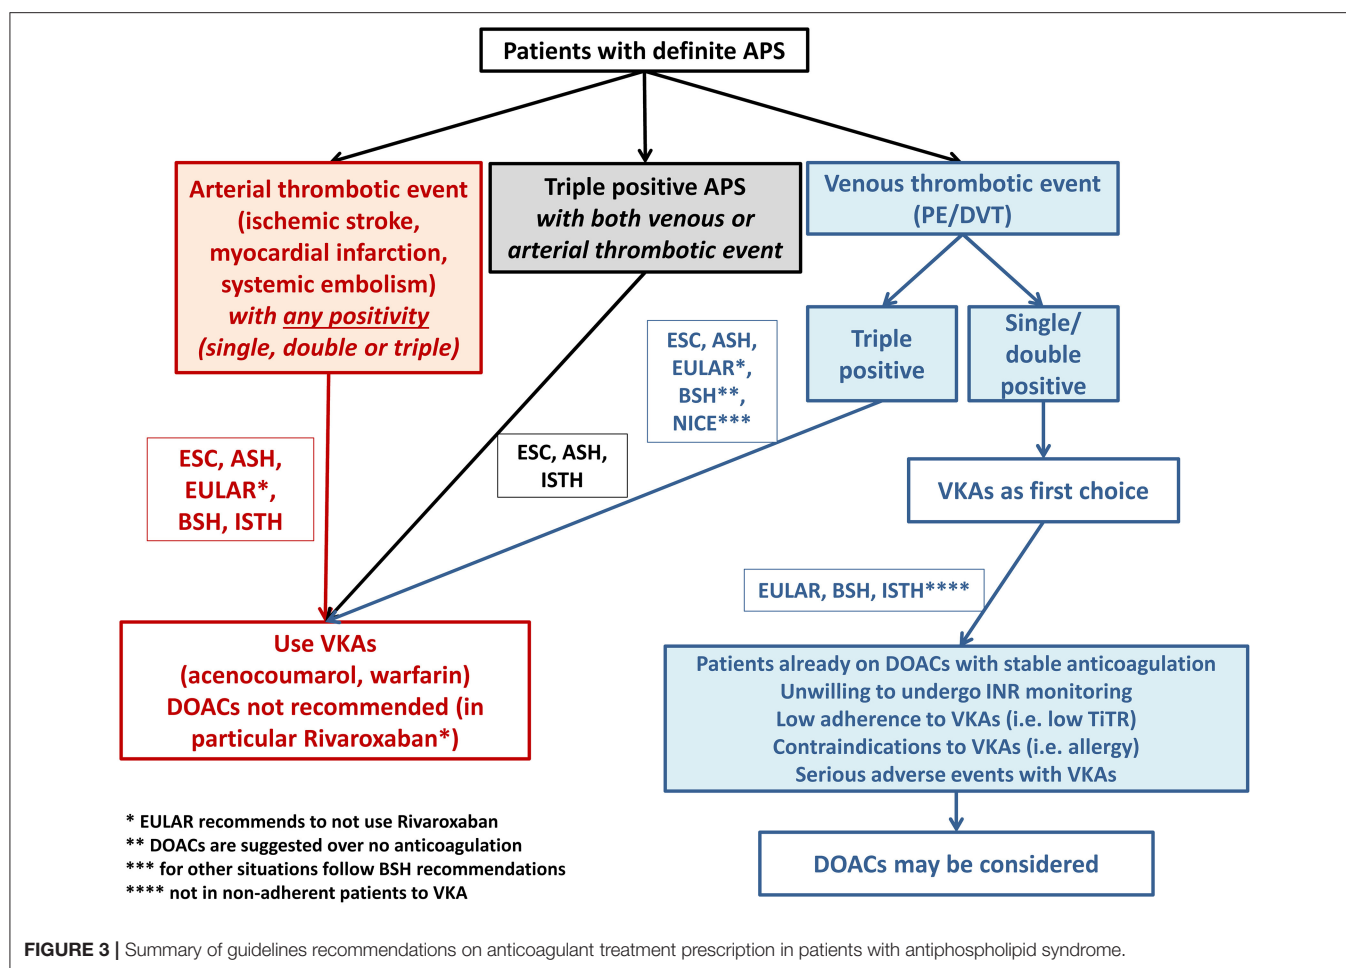 Patients with definite APS
Arterial thrombotic event
(ischemic stroke,
myocardial infarction,
systemic embolism)
with any positivity
(single, double or triple)
Triple positive APS
with both venous or
arterial thrombotic event
Venous thrombotic event
(PE/DVT)
Triple
positive
Single/
double
positive
ESC, ASH,
EULAR*,
BSH**,
NICE***
ESC, ASH,
EULAR*,
BSH, ISTH
ESC, ASH,
ISTH
VKAs as first choice
EULAR, BSH, ISTH****
Use VKAs
(acenocoumarol, warfarin)
DOACs not recommended (in
particular Rivaroxaban*)
Patients already on DOACs with stable anticoagulation
Unwilling to undergo INR monitoring
Low adherence to VKAs (i.e. low TiTR)
Contraindications to VKAs (i.e. allergy)
Serious adverse events with VKAs
DOACs may be considered
* EULAR recommends to not use Rivaroxaban
** DOACs are suggested over no anticoagulation
*** for other situations follow BSH recommendations
**** not in non-adherent patients to VKA
FIGURE 3 | Summary of guidelines recommendations on anticoagulant treatment prescription in patients with antiphospholipid syndrome.